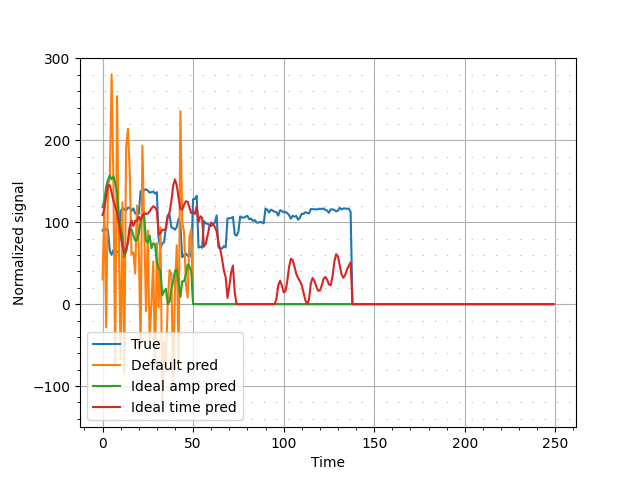 300
200
100
0
−100
Normalized signal
True
Default pred
Ideal amp pred
Ideal time pred
0 50 100 150 200 250
Time